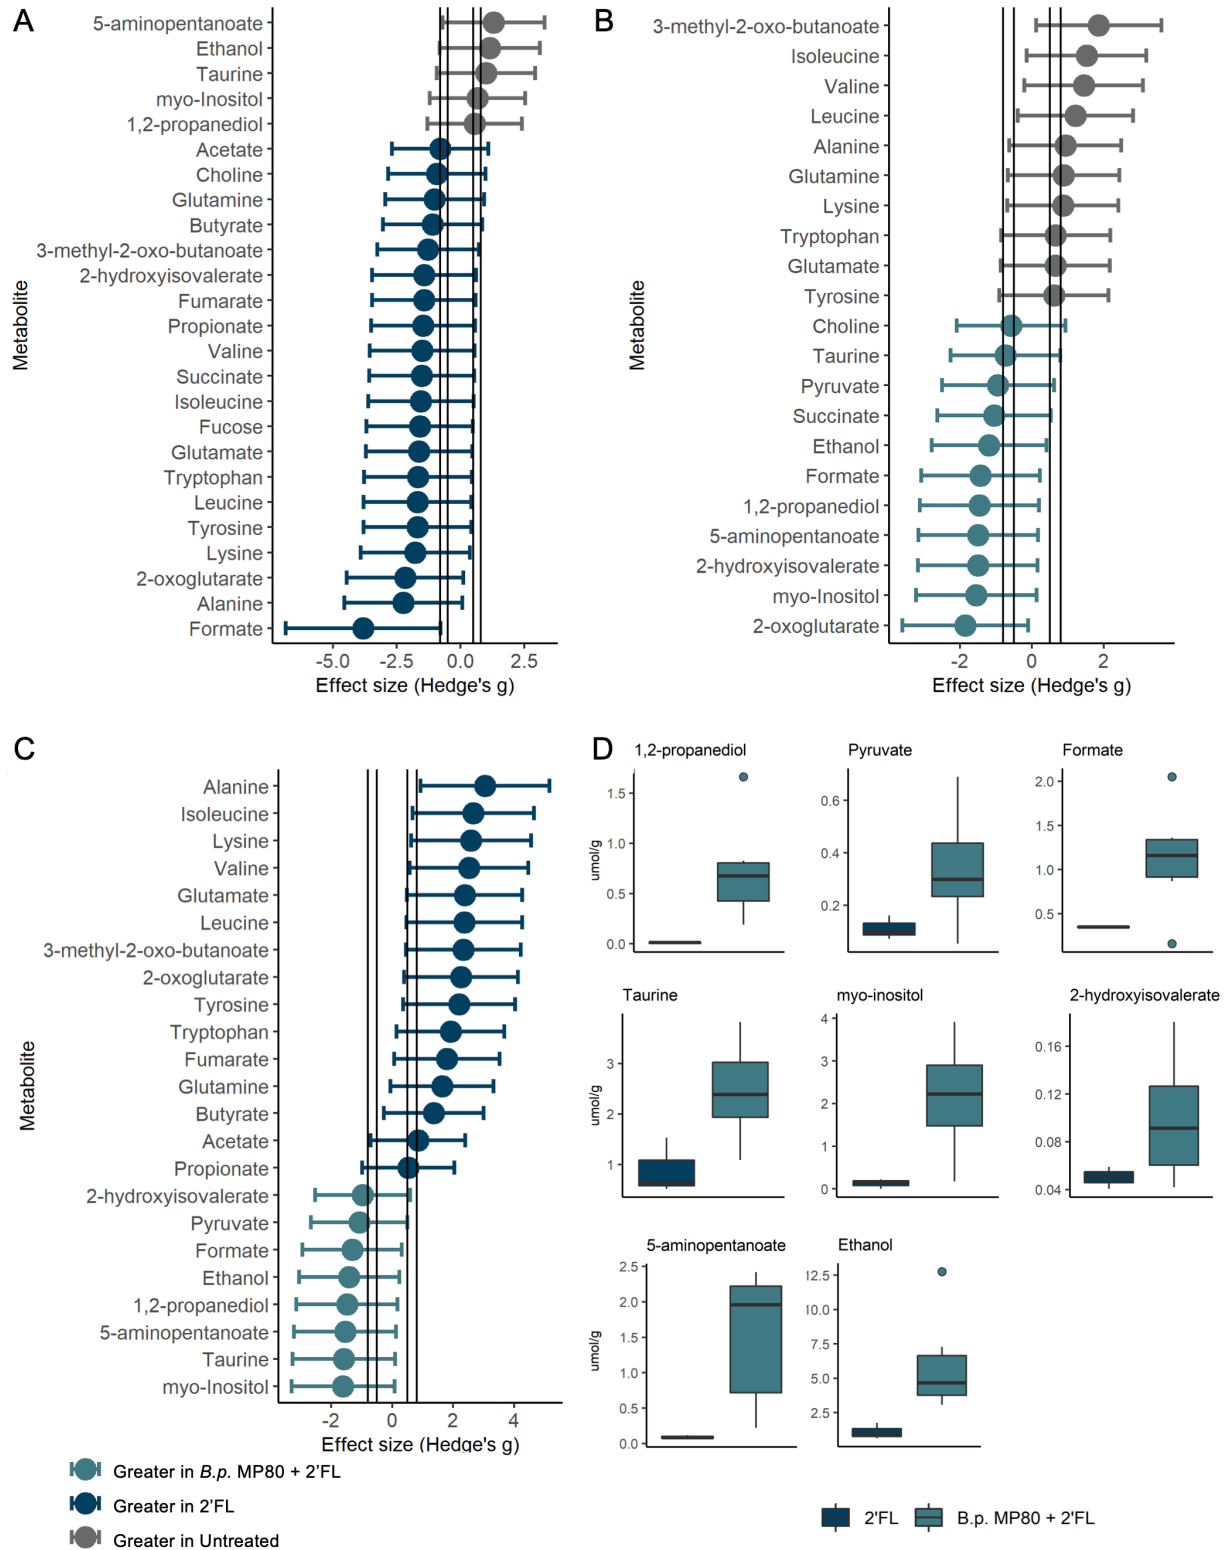 A
5-aminopentanoate
Ethanol
Taurine
myo-Inositol
1,2-propanediol
Acetate
Choline
Glutamine
Butyrate
3-methyl-2-oxo-butanoate
2-hydroxyisovalerate
Fumarate
Propionate
Valine
Succinate
Isoleucine
Fucose
Glutamate
Tryptophan
Leucine
Tyrosine
Lysine
2-oxoglutarate
Alanine
Formate
Metabolite
-5.0 -2.5 0.0 2.5
Effect size (Hedge's g)
B
3-methyl-2-oxo-butanoate
Isoleucine
Valine
Leucine
Alanine
Glutamine
Lysine
Tryptophan
Glutamate
Tyrosine
Choline
Taurine
Pyruvate
Succinate
Ethanol
Formate
1,2-propanediol
5-aminopentanoate
2-hydroxyisovalerate
myo-Inositol
2-oxoglutarate
Metabolite
-2 0 2
Effect size (Hedge's g)
C
Alanine
Isoleucine
Lysine
Valine
Glutamate
Leucine
3-methyl-2-oxo-butanoate
2-oxoglutarate
Tyrosine
Tryptophan
Fumarate
Glutamine
Butyrate
Acetate
Propionate
2-hydroxyisovalerate
Pyruvate
Formate
Ethanol
1,2-propanediol
5-aminopentanoate
Taurine
myo-Inositol
Metabolite
-2 0 2 4
Effect size (Hedge's g)
Greater in B.p. MP80 + 2'FL
Greater in 2'FL
Greater in Untreated
D
1,2-propanediol
umol/g
1.5
1.0
0.5
0.0
Pyruvate
0.6
0.4
0.2
Formate
2.0
1.5
1.0
0.5
Taurine
umol/g
3
2
1
myo-inositol
4
3
2
1
0
2-hydroxyisovalerate
0.16
0.12
0.08
0.04
5-aminopentanoate
umol/g
2.5
2.0
1.5
1.0
0.5
0.0
Ethanol
12.5
10.0
7.5
5.0
2.5
2'FL
B.p. MP80 + 2'FL